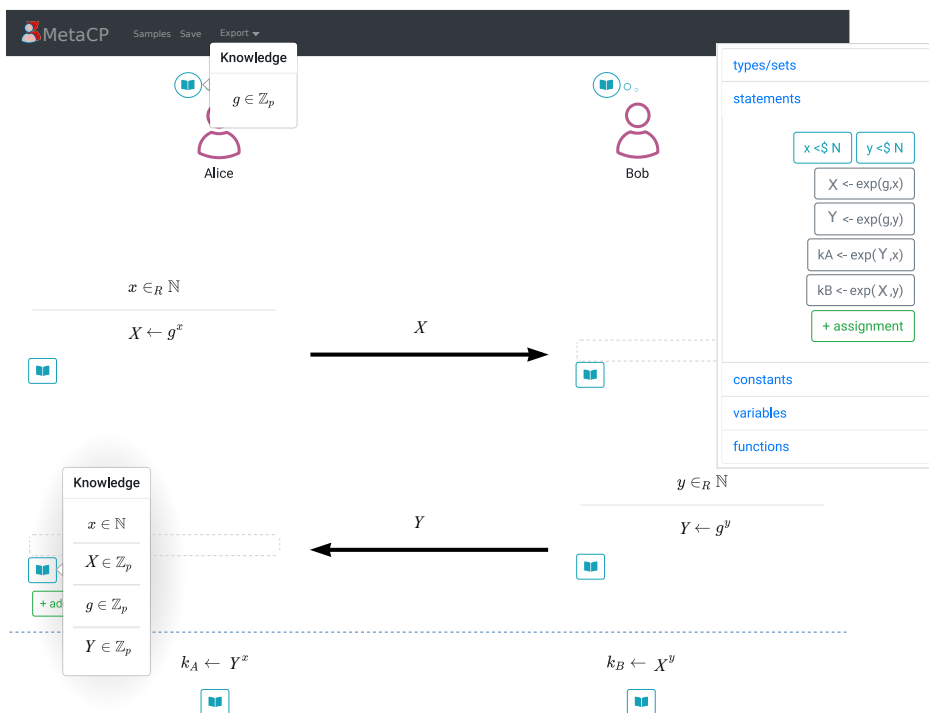 MetaCP Samples Save Export
Knowledge
g ∈ ℤ_p
Alice
Bob
types/sets
statements
x <$ N
y <$ N
X <- exp(g,x)
Y <- exp(g,y)
kA <- exp(Y,x)
kB <- exp(X,y)
+ assignment
constants
variables
functions
x ∈_R ℕ
X ← g^x
X
y ∈_R ℕ
Y ← g^y
Y
Knowledge
x ∈ ℕ
X ∈ ℤ_p
g ∈ ℤ_p
Y ∈ ℤ_p
+ ad
k_A ← Y^x
k_B ← X^y